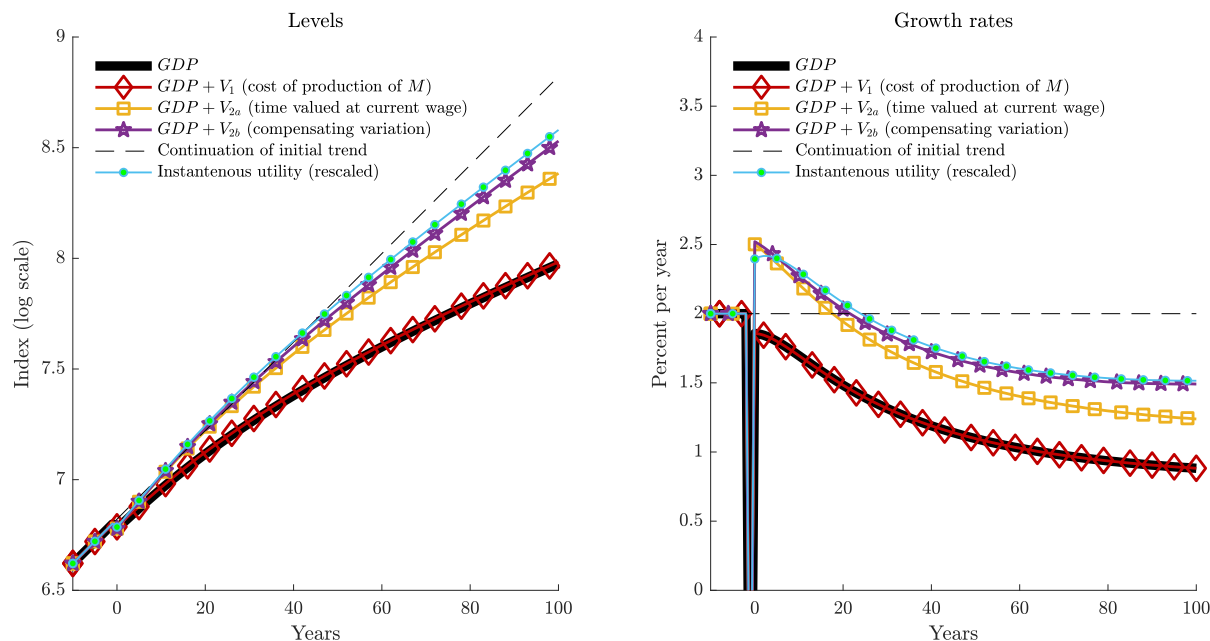 Levels
9
8.5
8
7.5
7
6.5
0
20
40
60
80
100
Index (log scale)
Years
GDP
GDP + V1 (cost of production of M)
GDP + V2a (time valued at current wage)
GDP + V2b (compensating variation)
Continuation of initial trend
Instantenous utility (rescaled)
Growth rates
4
3.5
3
2.5
2
1.5
1
0.5
0
0
20
40
60
80
100
Percent per year
Years
GDP
GDP + V1 (cost of production of M)
GDP + V2a (time valued at current wage)
GDP + V2b (compensating variation)
Continuation of initial trend
Instantenous utility (rescaled)